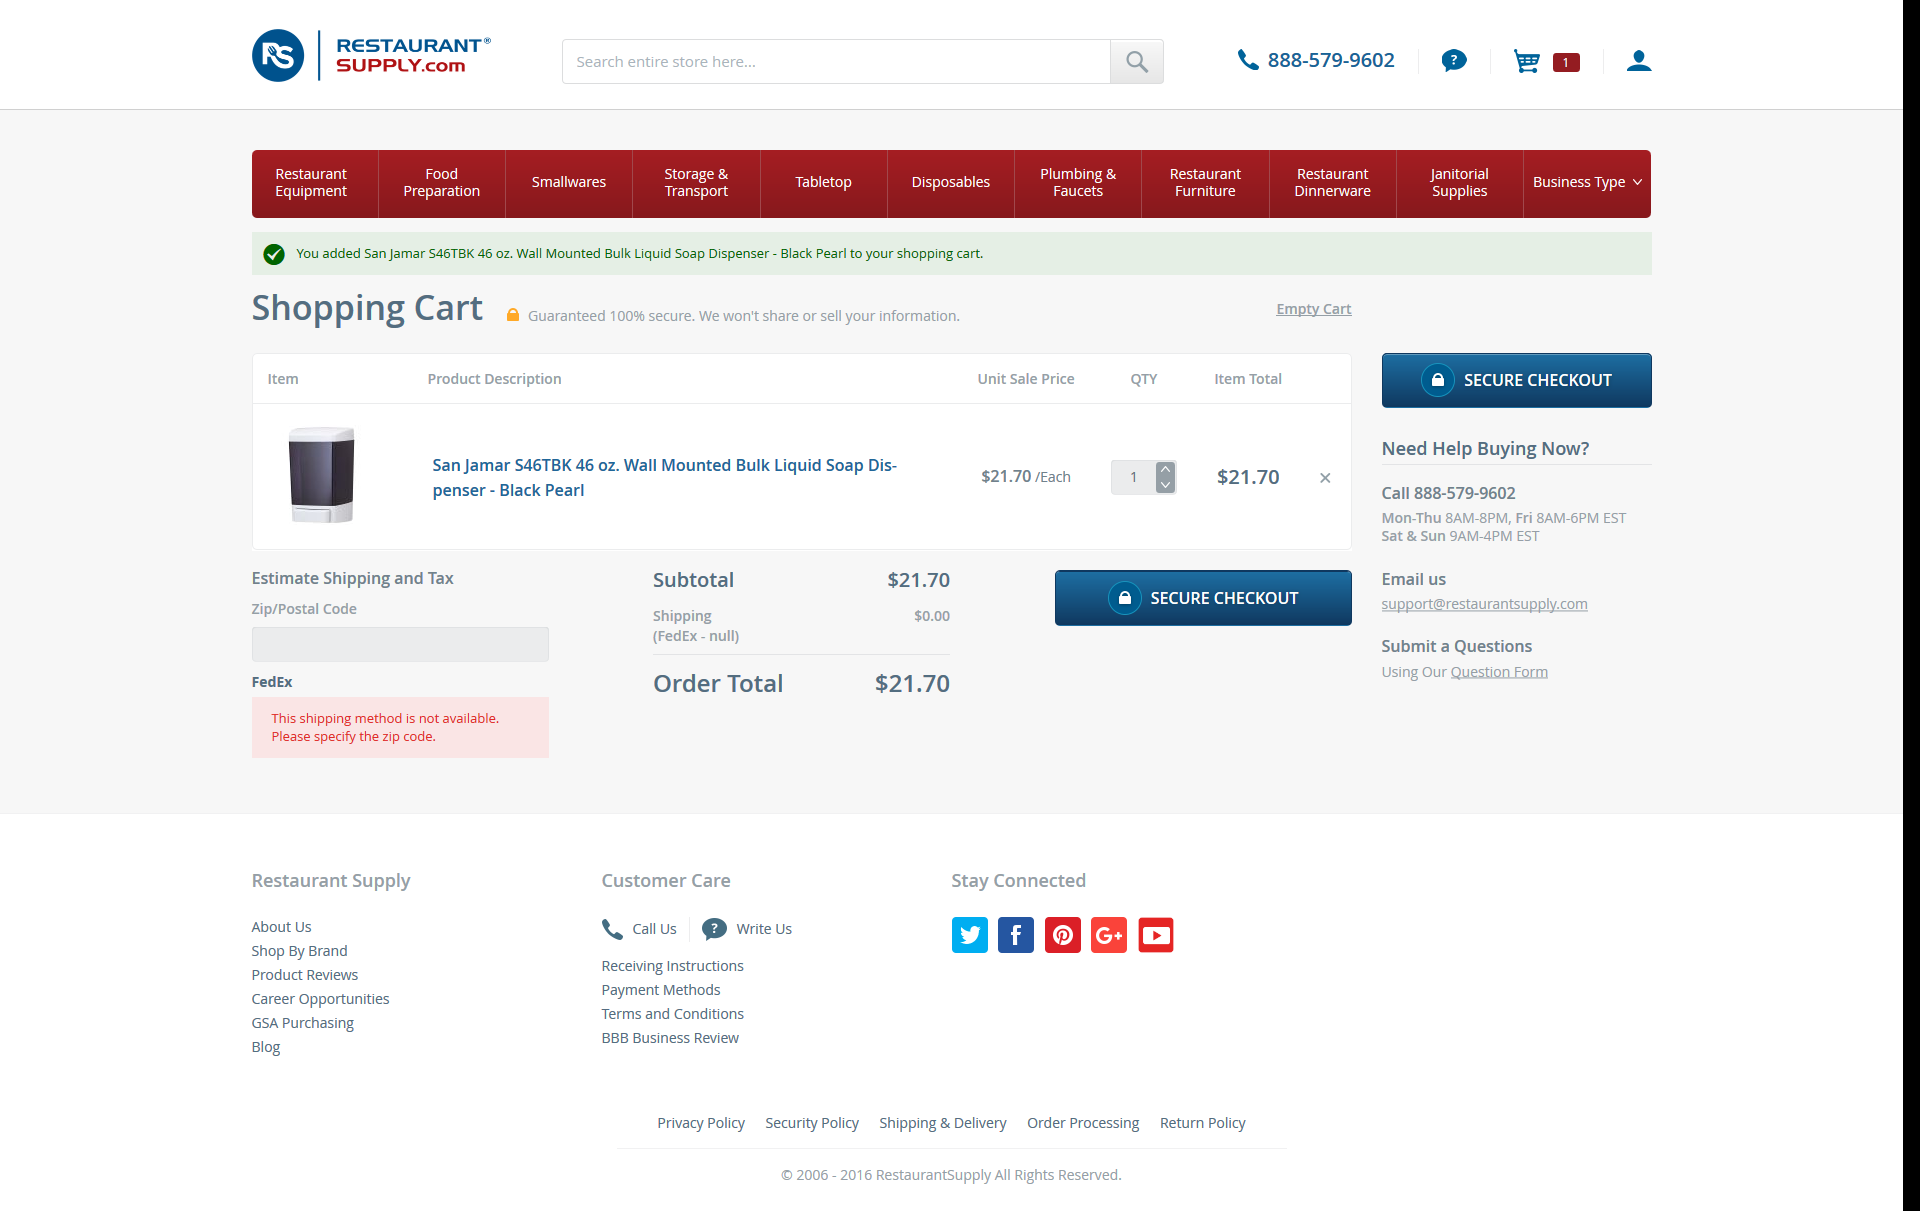 RS
RESTAURANT®
SUPPLY.com
Search entire store here...
888-579-9602
?
1
Restaurant
Equipment
Food
Preparation
Smallwares
Storage &
Transport
Tabletop
Disposables
Plumbing &
Faucets
Restaurant
Furniture
Restaurant
Dinnerware
Janitorial
Supplies
Business Type
You added San Jamar S46TBK 46 oz. Wall Mounted Bulk Liquid Soap Dispenser - Black Pearl to your shopping cart.
Shopping Cart
Guaranteed 100% secure. We won't share or sell your information.
Empty Cart
Item
Product Description
Unit Sale Price
QTY
Item Total
San Jamar S46TBK 46 oz. Wall Mounted Bulk Liquid Soap Dis-
penser - Black Pearl
$21.70 /Each
1
$21.70
×
SECURE CHECKOUT
Need Help Buying Now?
Call 888-579-9602
Mon-Thu 8AM-8PM, Fri 8AM-6PM EST
Sat & Sun 9AM-4PM EST
Email us
support@restaurantsupply.com
Submit a Questions
Using Our Question Form
Estimate Shipping and Tax
Zip/Postal Code
FedEx
This shipping method is not available.
Please specify the zip code.
Subtotal $21.70
Shipping $0.00
(FedEx - null)
Order Total $21.70
SECURE CHECKOUT
Restaurant Supply
About Us
Shop By Brand
Product Reviews
Career Opportunities
GSA Purchasing
Blog
Customer Care
Call Us
? Write Us
Receiving Instructions
Payment Methods
Terms and Conditions
BBB Business Review
Stay Connected
f
G+
Privacy Policy Security Policy Shipping & Delivery Order Processing Return Policy
© 2006 - 2016 RestaurantSupply All Rights Reserved.